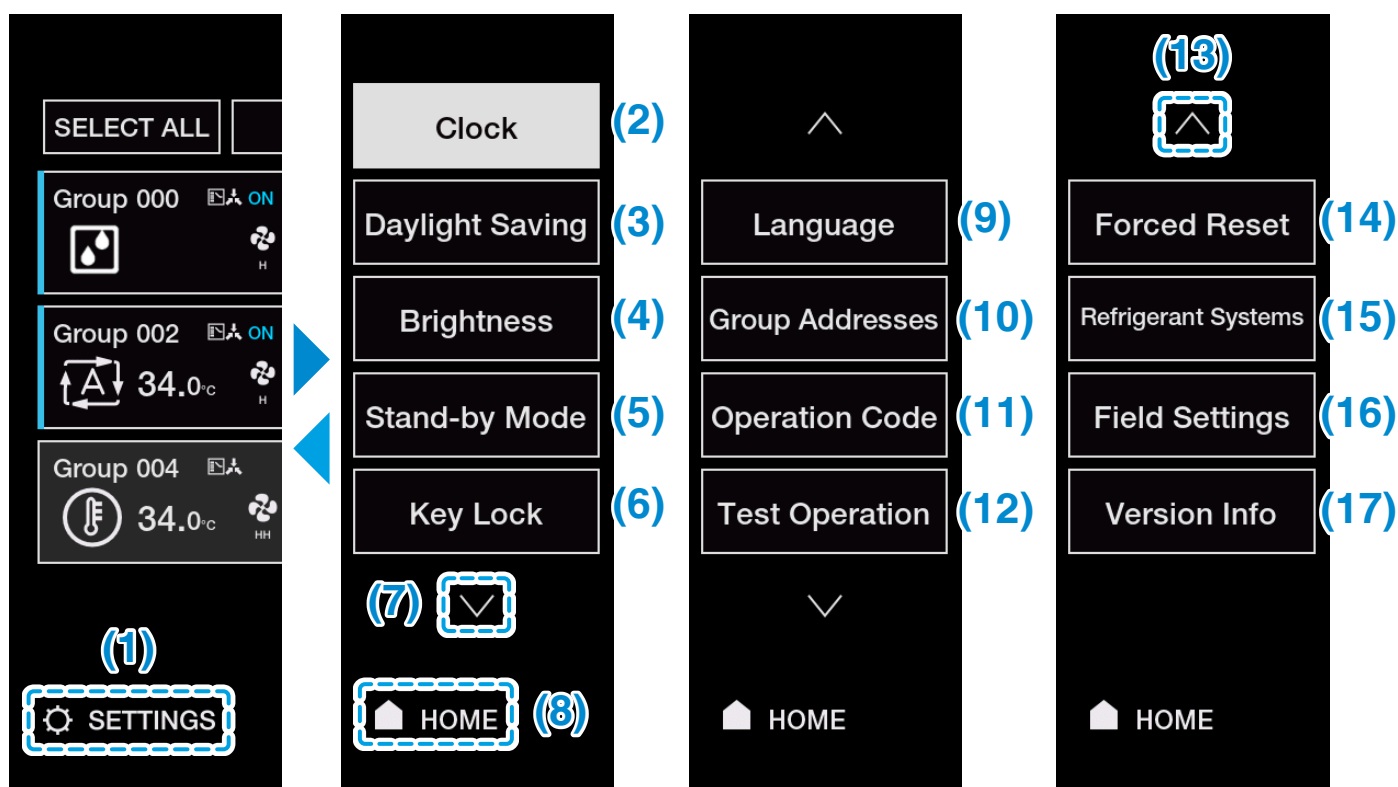 SELECT ALL
Group 000 ON
H
Group 002 ON
A 34.0°C
H
Group 004
34.0°C
HH
(1)
SETTINGS
Clock (2)
Daylight Saving (3)
Brightness (4)
Stand-by Mode (5)
Key Lock (6)
(7)
HOME (8)
Language (9)
Group Addresses (10)
Operation Code (11)
Test Operation (12)
HOME
(13)
Forced Reset (14)
Refrigerant Systems (15)
Field Settings (16)
Version Info (17)
HOME